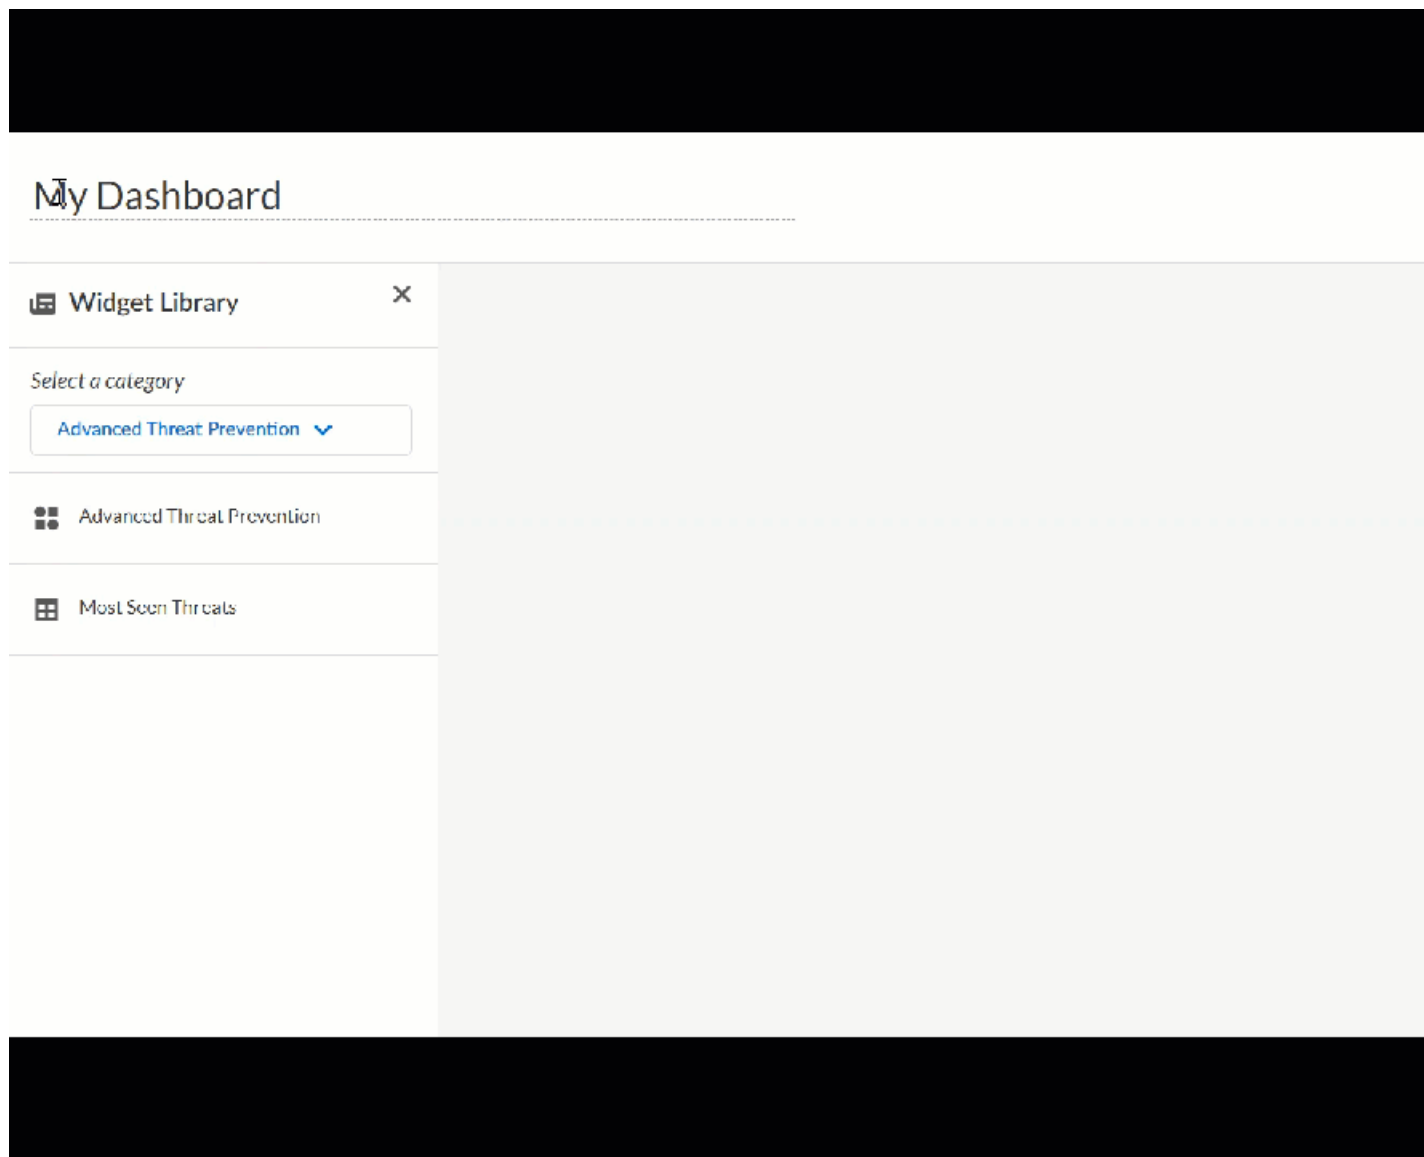 My Dashboard
Widget Library
Select a category
Advanced Threat Prevention
Advanced Threat Prevention
Most Seen Threats